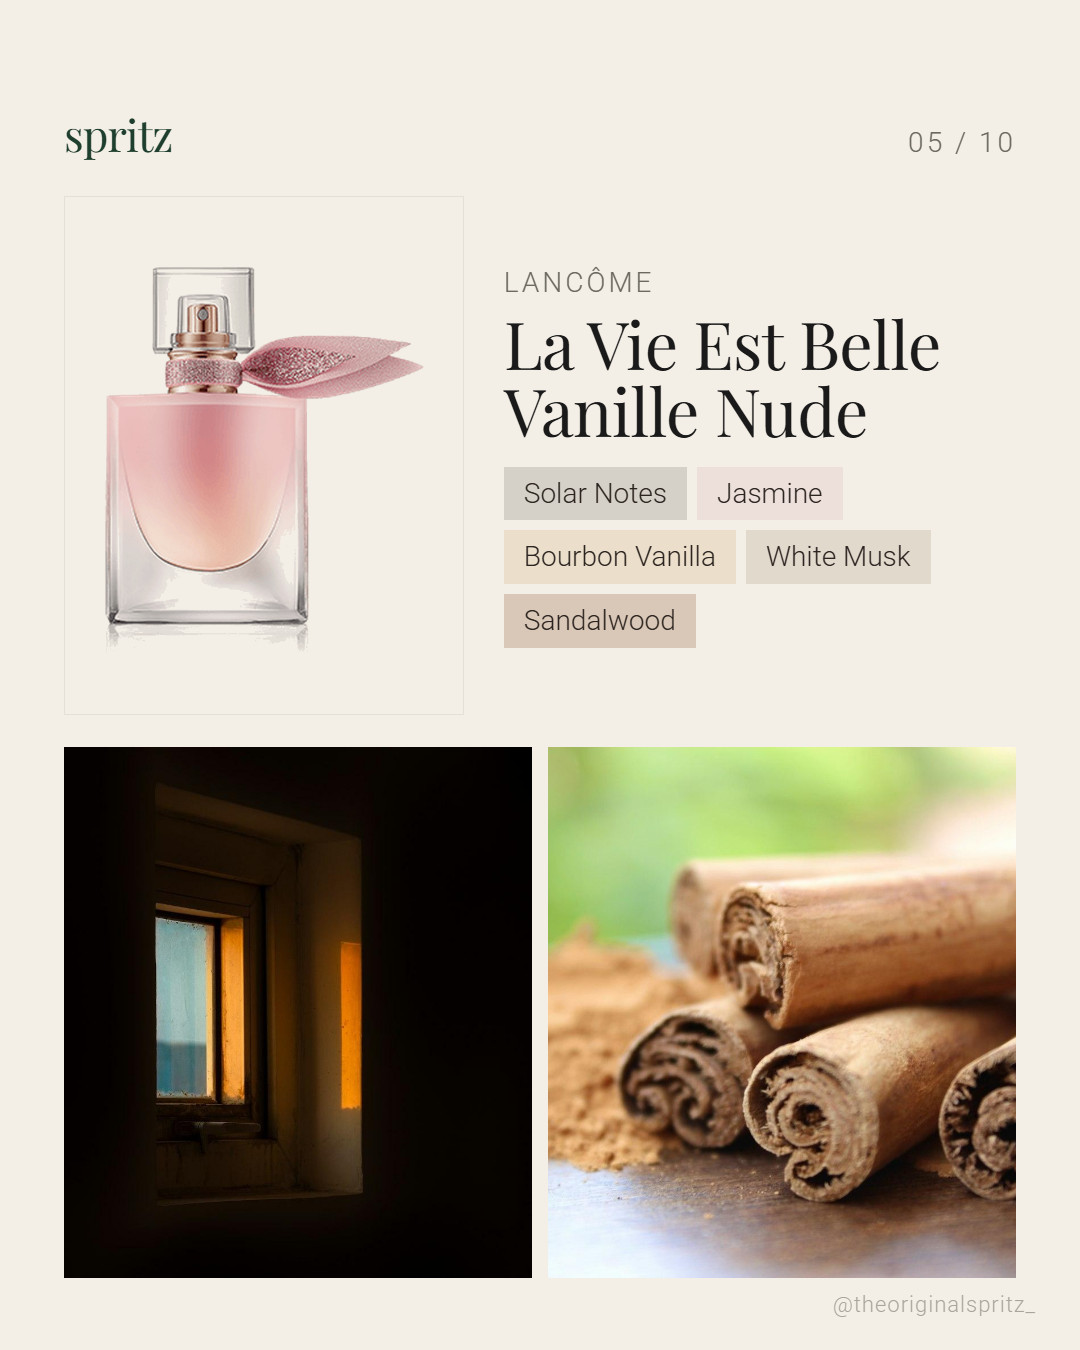 spritz
05 / 10
LANCÔME
La Vie Est Belle
Vanille Nude
Solar Notes
Jasmine
Bourbon Vanilla
White Musk
Sandalwood
@theoriginalspritz_